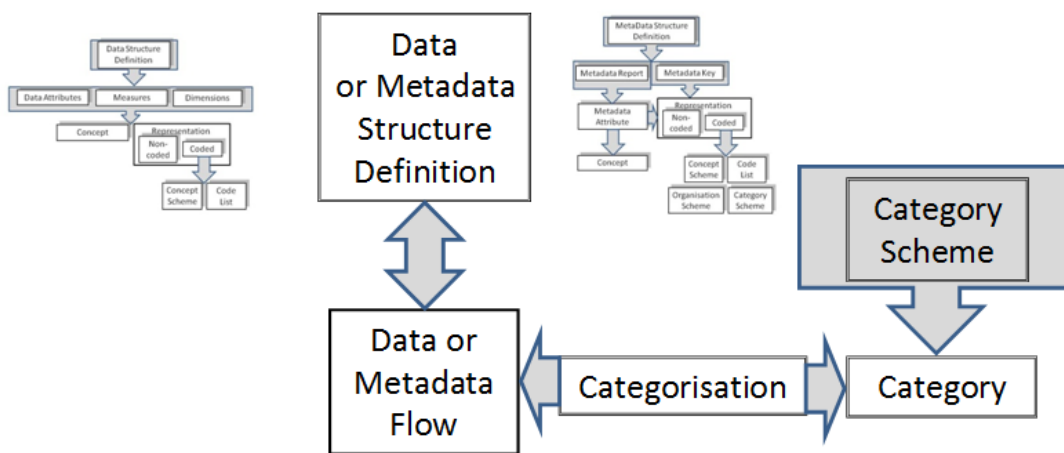 Data Structure
Definition
Data Attributes
Measures
Dimensions
Concept
Representation
Non-
coded
Coded
Concept
Scheme
Code
List
Data
or Metadata
Structure
Definition
MetaData Structure
Definition
Metadata Report
Metadata Key
Metadata
Attribute
Representation
Non-
coded
Coded
Concept
Concept
Scheme
Code
List
Organisation
Scheme
Category
Scheme
Category
Scheme
Data or
Metadata
Flow
Categorisation
Category